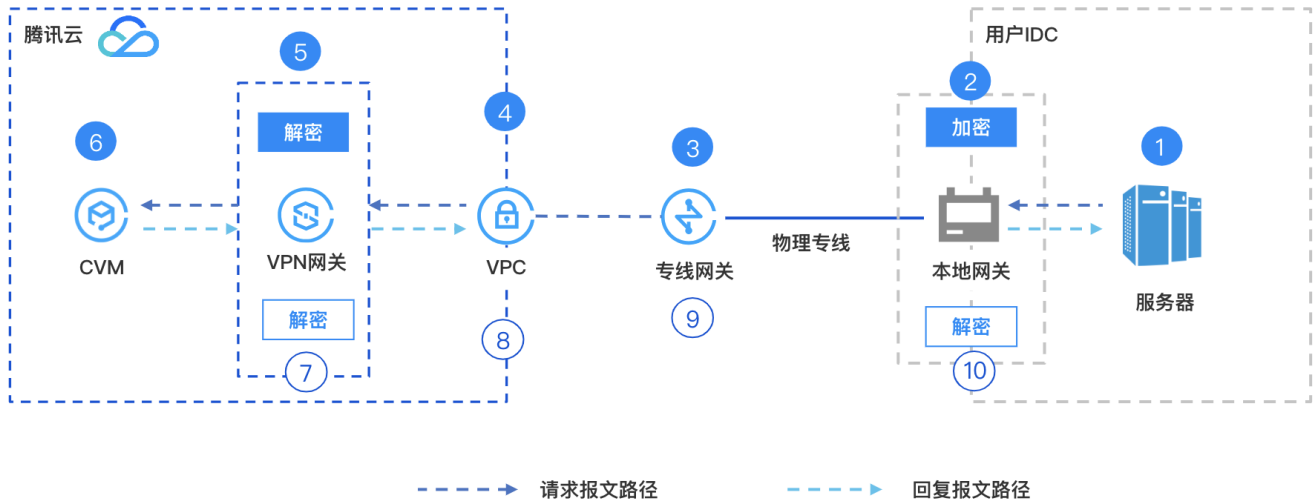 腾讯云
用户IDC
⑤
②
④
解密
加密
⑥
③
①
CVM
VPN网关
VPC
专线网关
物理专线
本地网关
服务器
解密
解密
⑨
⑧
⑦
⑩
请求报文路径
回复报文路径